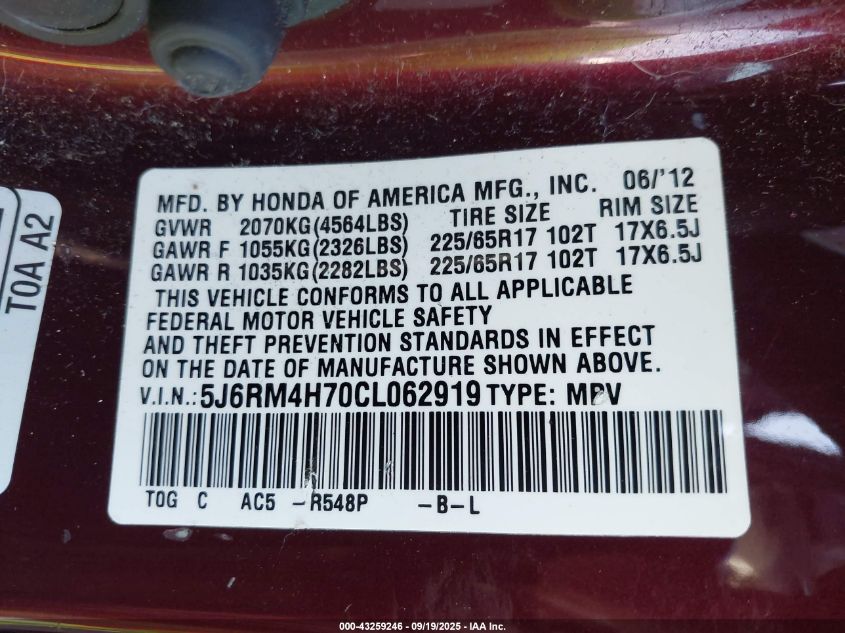 MFD. BY HONDA OF AMERICA MFG., INC. 06/'12
GVWR 2070KG(4564LBS) TIRE SIZE RIM SIZE
GAWR F 1055KG(2326LBS) 225/65R17 102T 17X6.5J
GAWR R 1035KG(2282LBS) 225/65R17 102T 17X6.5J
THIS VEHICLE CONFORMS TO ALL APPLICABLE
FEDERAL MOTOR VEHICLE SAFETY
AND THEFT PREVENTION STANDARDS IN EFFECT
ON THE DATE OF MANUFACTURE SHOWN ABOVE.
V.I.N.:5J6RM4H70CL062919 TYPE: MPV
TOG C AC5 -R548P -B-L
TOA A2
000-43259246 - 09/19/2025 - IAA Inc.